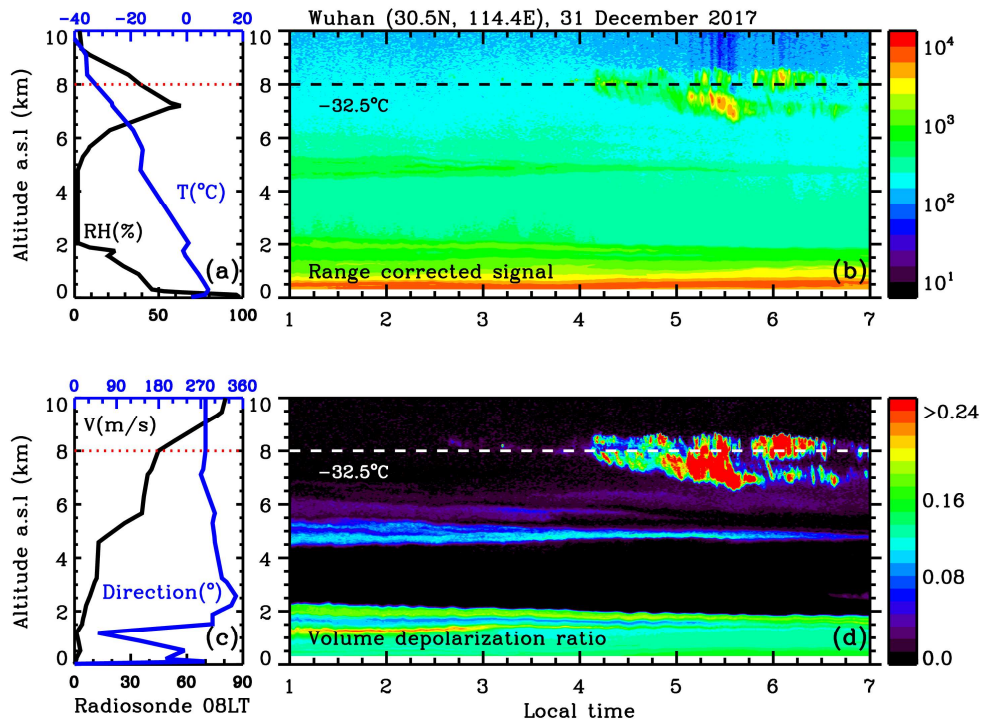 Wuhan (30.5N, 114.4E), 31 December 2017
-40 -20 0 20
Altitude a.s.l (km)
10
8
6
4
2
0
T(°C)
RH(%)
(a)
0 50 100
10
8
6
4
2
0
-32.5°C
Range corrected signal
(b)
1 2 3 4 5 6 7
10⁴
10³
10²
10¹
0 90 180 270 360
Altitude a.s.l (km)
10
8
6
4
2
0
V(m/s)
Direction(°)
(c)
0 30 60 90
Radiosonde 08LT
10
8
6
4
2
0
-32.5°C
Volume depolarization ratio
(d)
1 2 3 4 5 6 7
Local time
>0.24
0.16
0.08
0.0